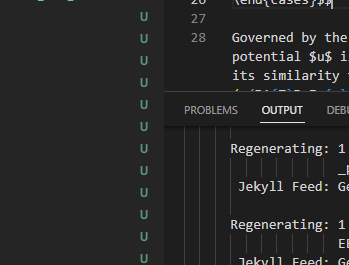 U
U
U
U
U
U
U
U
U
U
U
U
26 \end{cases}$$
27
28 Governed by the
potential $u$ i
its similarity
PROBLEMS OUTPUT DEBU
Regenerating: 1
_p
Jekyll Feed: Ge
Regenerating: 1
EE
Jekyll Feed: Ge